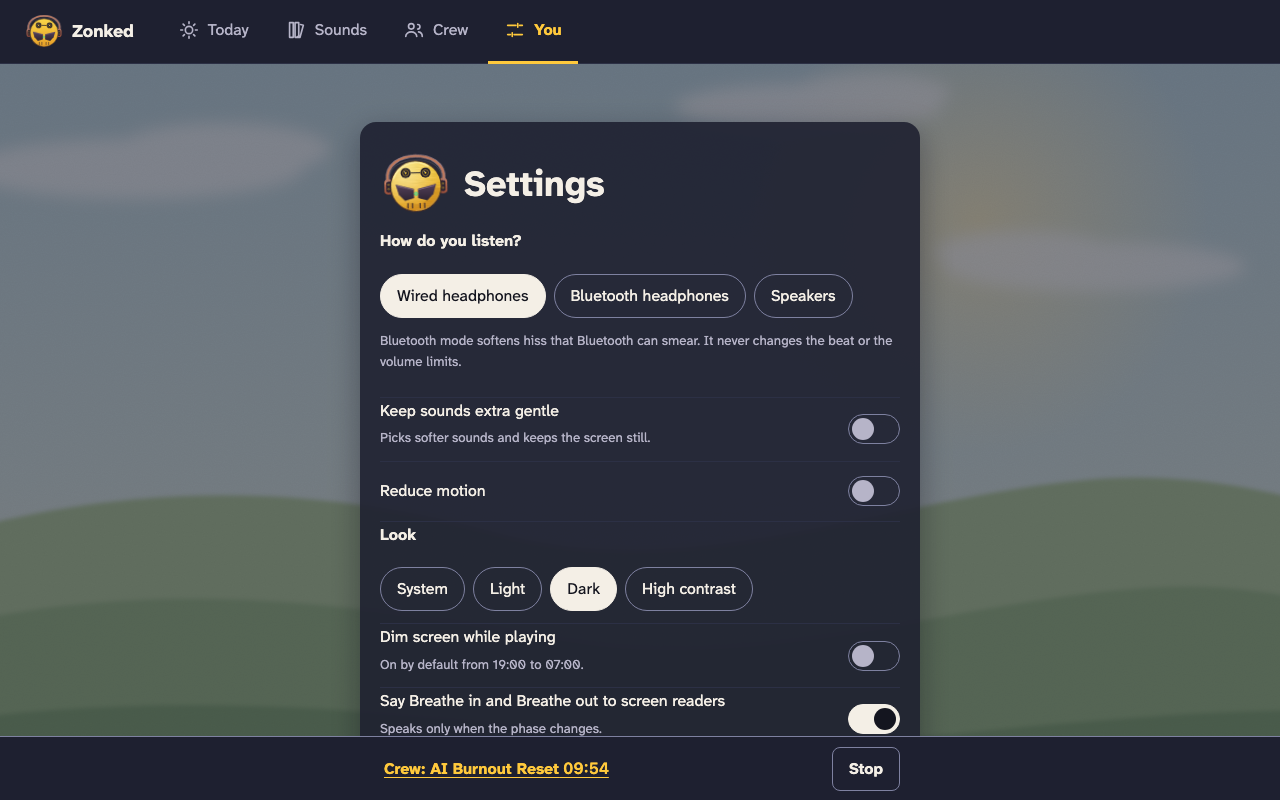 Zonked
Today
Sounds
Crew
You
Settings
How do you listen?
Wired headphones
Bluetooth headphones
Speakers
Bluetooth mode softens hiss that Bluetooth can smear. It never changes the beat or the
volume limits.
Keep sounds extra gentle
Picks softer sounds and keeps the screen still.
Reduce motion
Look
System
Light
Dark
High contrast
Dim screen while playing
On by default from 19:00 to 07:00.
Say Breathe in and Breathe out to screen readers
Speaks only when the phase changes.
Crew: AI Burnout Reset 09:54
Stop